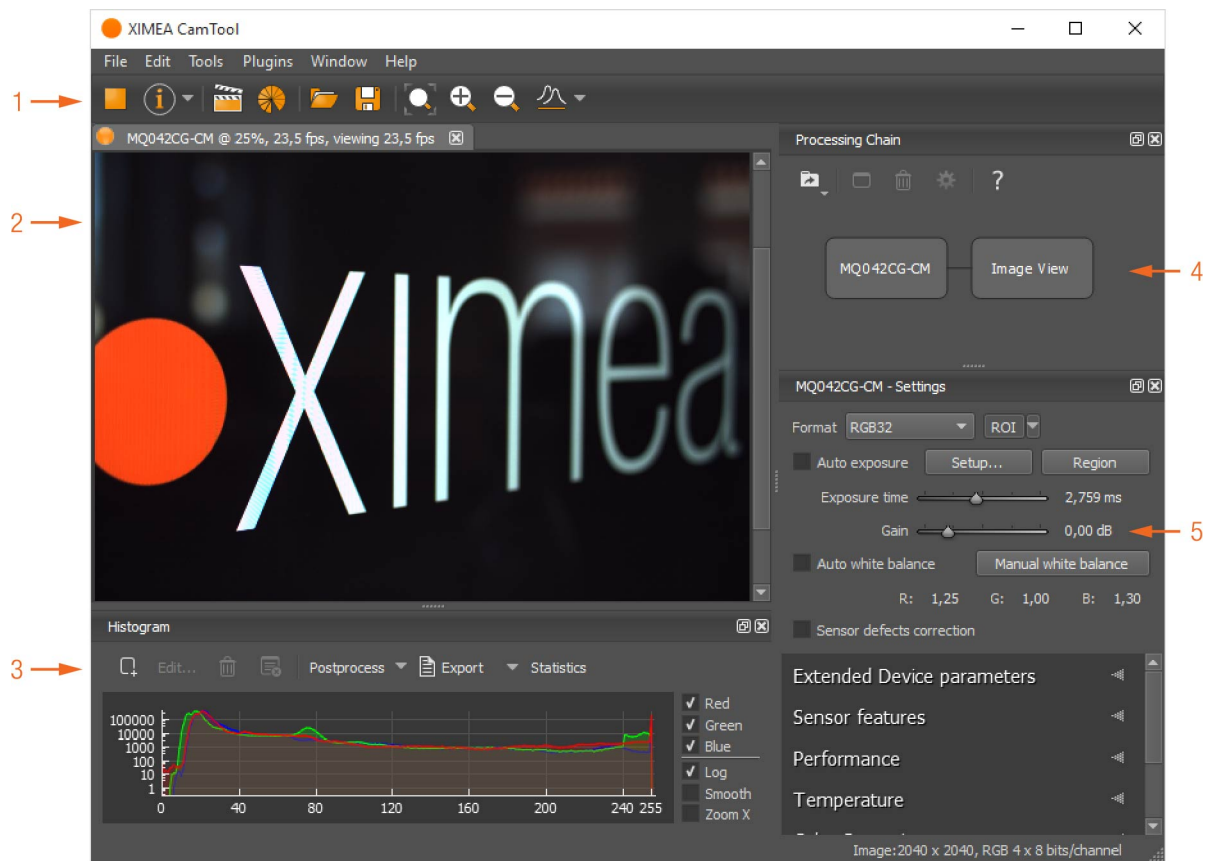 XIMEA CamTool
File Edit Tools Plugins Window Help
1
MQ042CG-CM @ 25%, 23,5 fps, viewing 23,5 fps
2
XImea
Histogram
3
Edit...
Postprocess
Export
Statistics
100000
10000
1000
100
10
1
0 40 80 120 160 200 240 255
Red
Green
Blue
Log
Smooth
Zoom X
Processing Chain
?
MQ042CG-CM
Image View
4
MQ042CG-CM - Settings
Format RGB32 ROI
Auto exposure Setup... Region
Exposure time 2,759 ms
Gain 0,00 dB
5
Auto white balance Manual white balance
R: 1,25 G: 1,00 B: 1,30
Sensor defects correction
Extended Device parameters
Sensor features
Performance
Temperature
Image:2040 x 2040, RGB 4 x 8 bits/channel